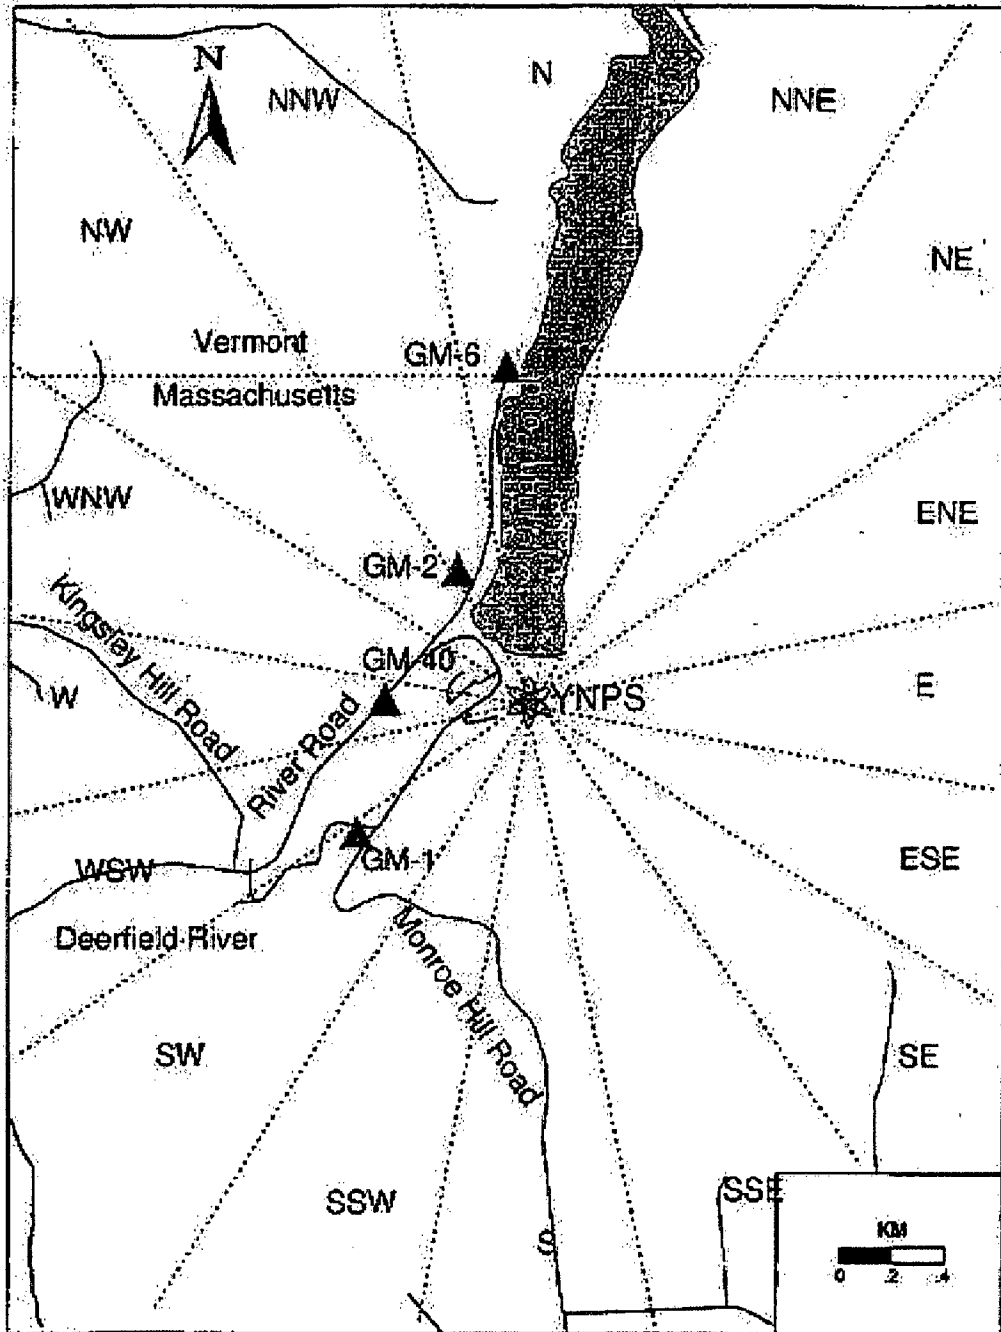 N
NNW
N
NNE
NW
NE
Vermont
GM-6
Massachusetts
WNW
ENE
GM-2
Kingsley Hill Road
GM-40
W
YNPS
E
River Road
GM-1
WSW
ESE
Deerfield River
Monroe Hill Road
SW
SE
SSW
SSE
S
KM
0 .2 .4